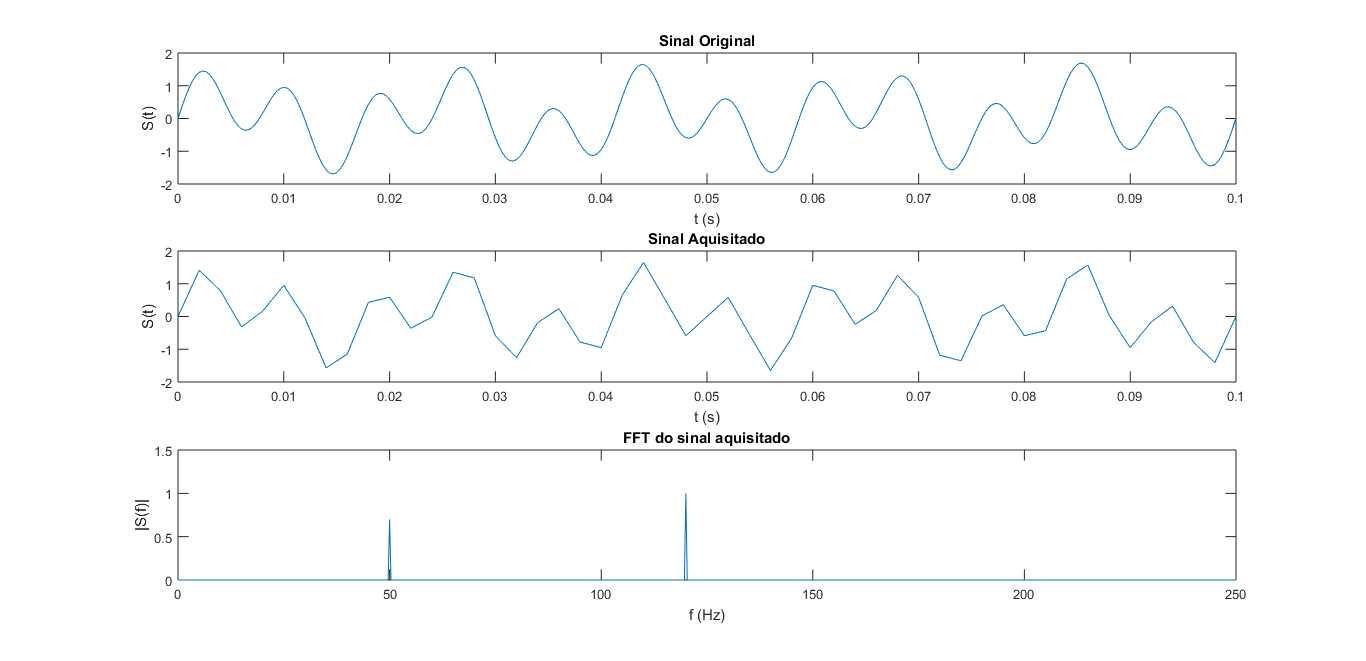 Sinal Original
2
1
0
-1
-2
S(t)
0 0.01 0.02 0.03 0.04 0.05 0.06 0.07 0.08 0.09 0.1
t (s)
Sinal Aquisitado
2
1
0
-1
-2
S(t)
0 0.01 0.02 0.03 0.04 0.05 0.06 0.07 0.08 0.09 0.1
t (s)
FFT do sinal aquisitado
1.5
1
0.5
0
|S(f)|
0 50 100 150 200 250
f (Hz)